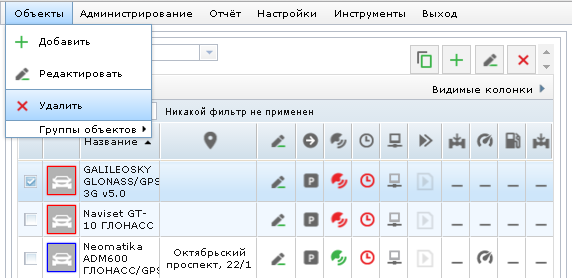 Объекты Администрирование Отчёт Настройки Инструменты Выход
Добавить
Редактировать
Удалить
Группы объектов
Видимые колонки
Никакой фильтр не применен
Название
GALILEOSKY
GLONASS/GPS
3G v5.0
Naviset GT-
10 ГЛОНАСС
Neomatika
ADM600
ГЛОНАСС/GPS
Октябрьский
проспект, 22/1